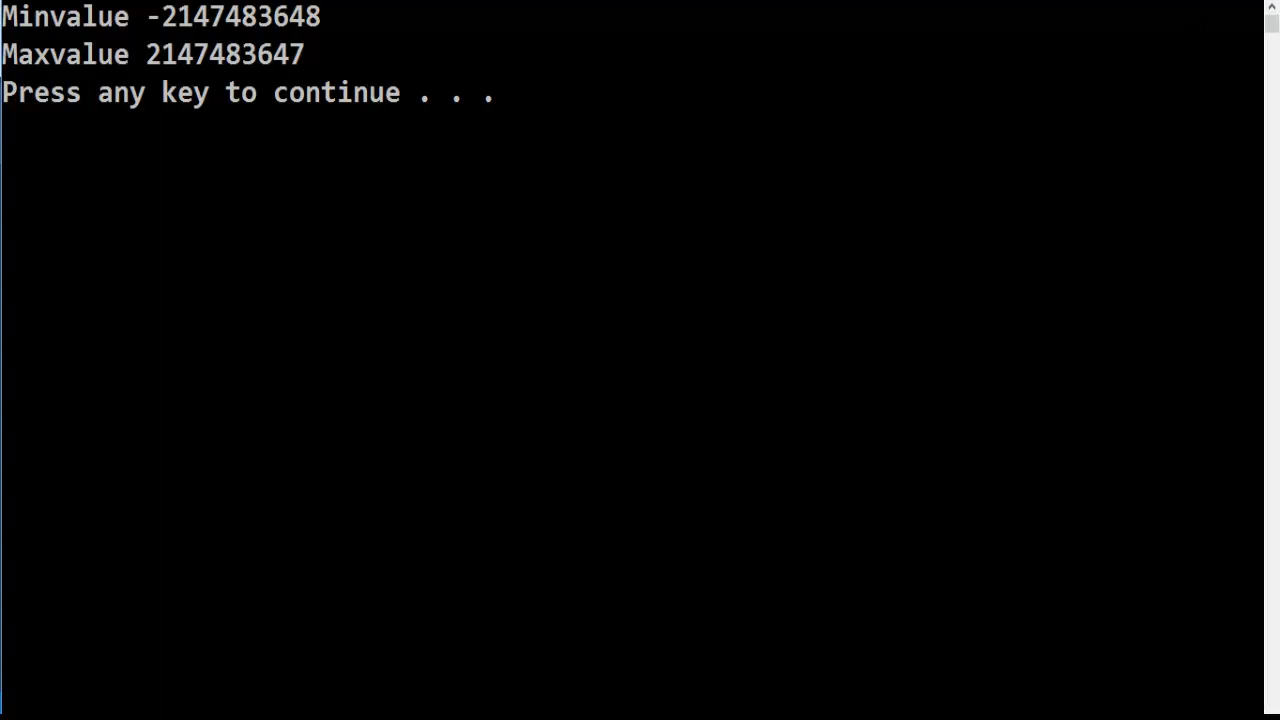 Minvalue -2147483648
Maxvalue 2147483647
Press any key to continue . . .